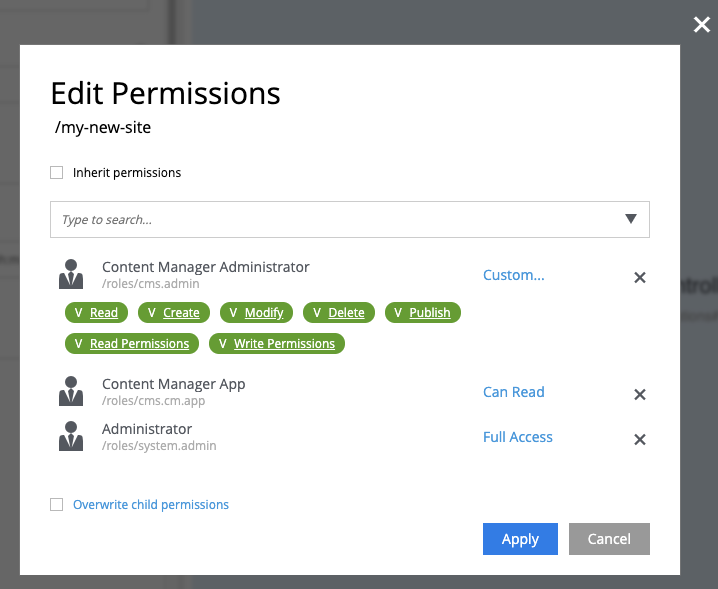 Edit Permissions
/my-new-site
Inherit permissions
Type to search...
Content Manager Administrator
/roles/cms.admin
Custom...
V Read V Create V Modify V Delete V Publish
V Read Permissions V Write Permissions
Content Manager App
/roles/cms.cm.app
Can Read
Administrator
/roles/system.admin
Full Access
Overwrite child permissions
Apply Cancel